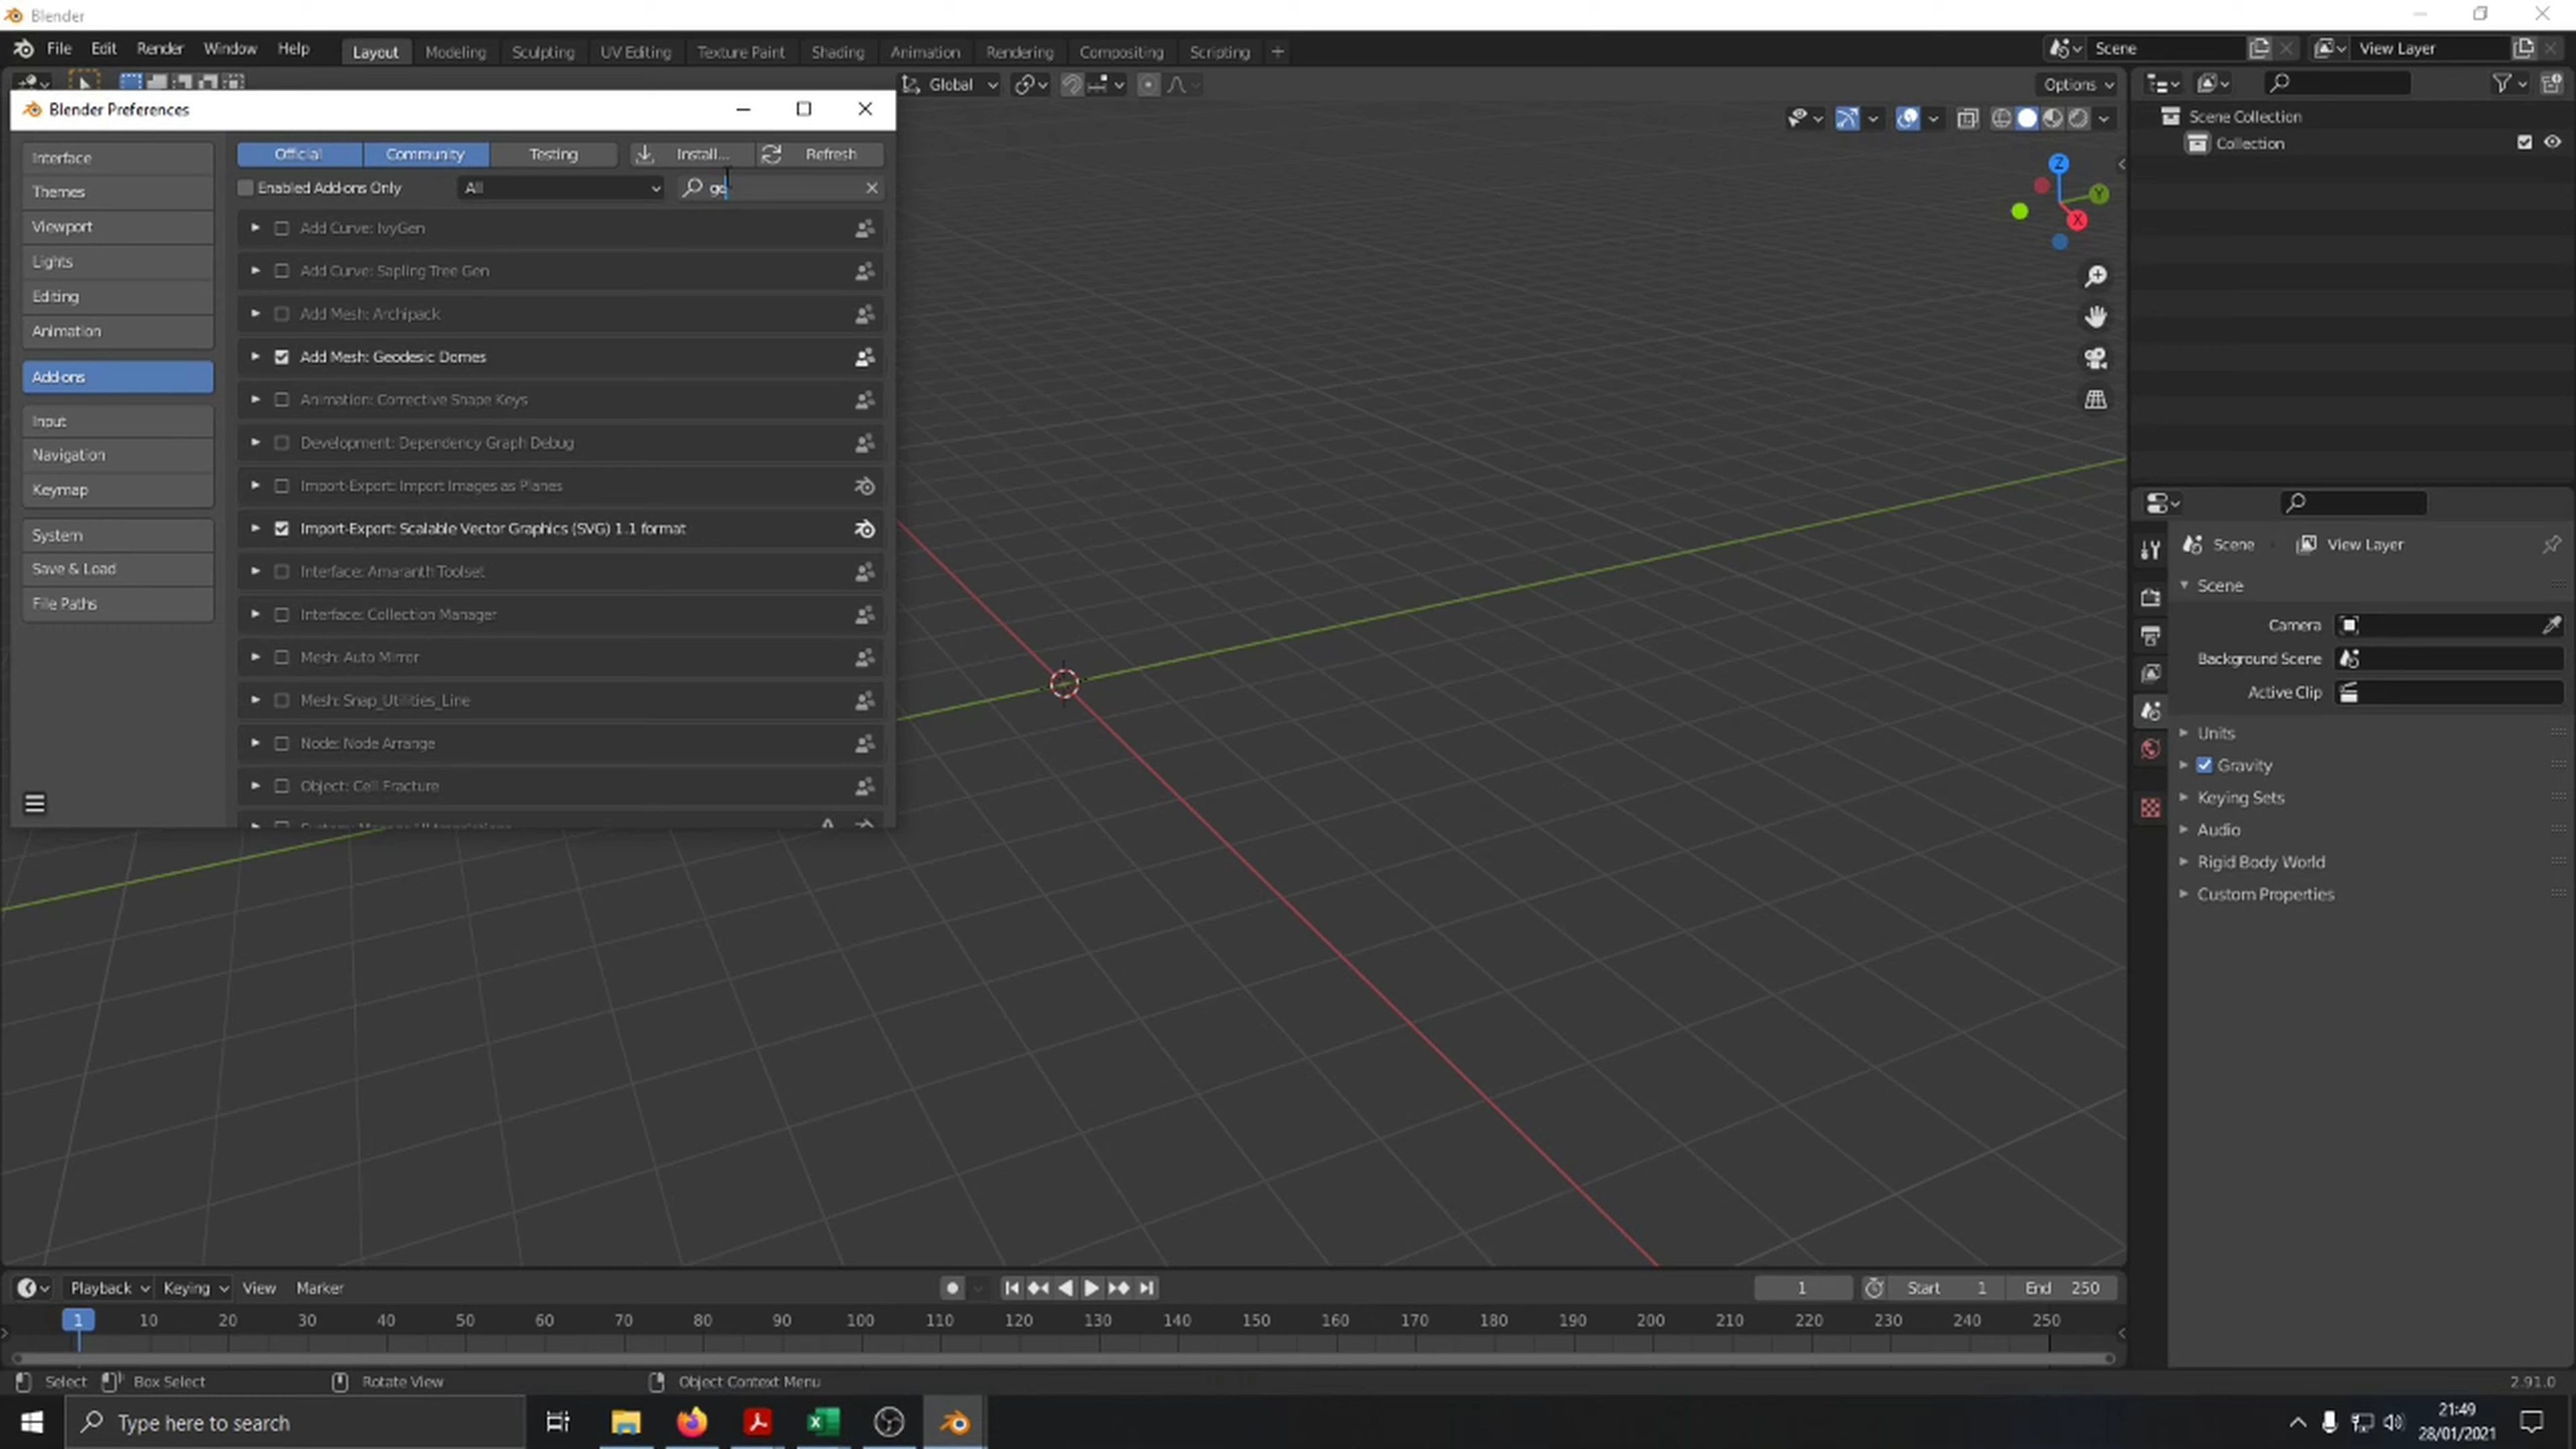 Blender
File Edit Render Window Help Layout Modeling Sculpting UV Editing Texture Paint Shading Animation Rendering Compositing Scripting + Scene View Layer
Global Options
Blender Preferences
Official Community Testing Install... Refresh
Enabled Add-ons Only All ge
Interface
Themes
Viewport
Lights
Editing
Animation
Add-ons
Input
Navigation
Keymap
System
Save & Load
File Paths
Add Curve: IvyGen
Add Curve: Sapling Tree Gen
Add Mesh: Archipack
Add Mesh: Geodesic Domes
Animation: Corrective Shape Keys
Development: Dependency Graph Debug
Import-Export: Import Images as Planes
Import-Export: Scalable Vector Graphics (SVG) 1.1 format
Interface: Amaranth Toolset
Interface: Collection Manager
Mesh: Auto Mirror
Mesh: Snap_Utilities_Line
Node: Node Arrange
Object: Cell Fracture
Z
Y
X
Scene Collection
Collection
Scene View Layer
Scene
Camera
Background Scene
Active Clip
Units
Gravity
Keying Sets
Audio
Rigid Body World
Custom Properties
Playback Keying View Marker 1 Start 1 End 250
1 10 20 30 40 50 60 70 80 90 100 110 120 130 140 150 160 170 180 190 200 210 220 230 240 250
Select Box Select Rotate View Object Context Menu 2.91.0
Type here to search
21:49
28/01/2021